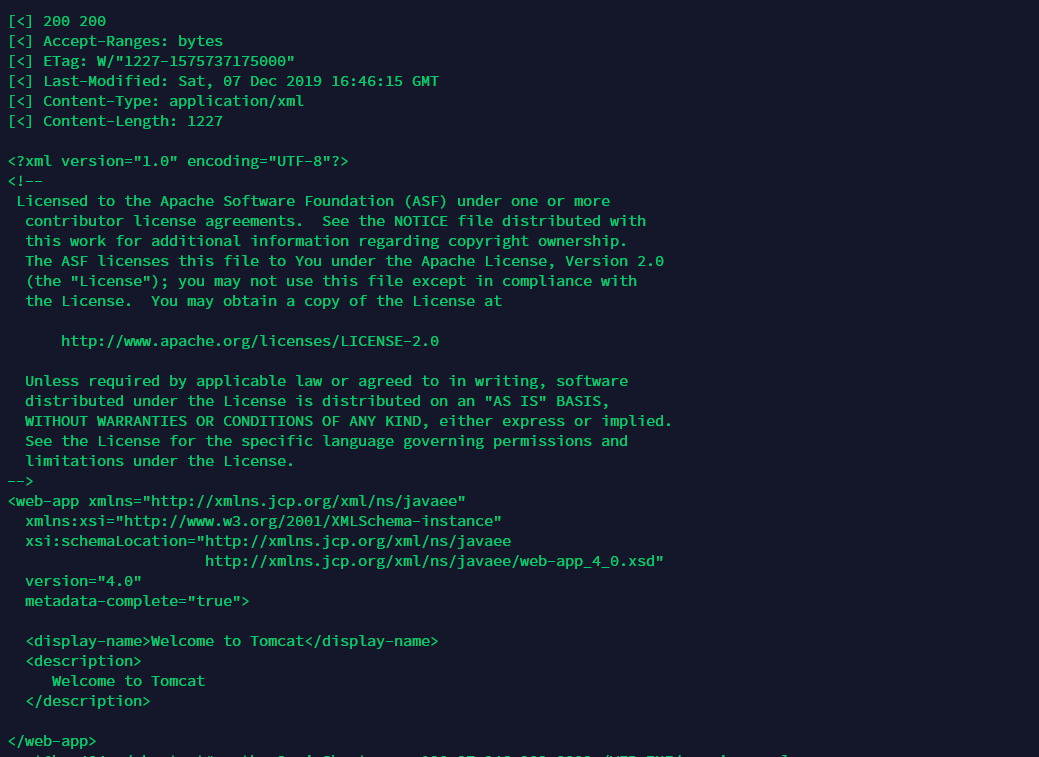 [<] 200 200
[<] Accept-Ranges: bytes
[<] ETag: W/"1227-1575737175000"
[<] Last-Modified: Sat, 07 Dec 2019 16:46:15 GMT
[<] Content-Type: application/xml
[<] Content-Length: 1227
<?xml version="1.0" encoding="UTF-8"?>
<!--
Licensed to the Apache Software Foundation (ASF) under one or more
contributor license agreements.  See the NOTICE file distributed with
this work for additional information regarding copyright ownership.
The ASF licenses this file to You under the Apache License, Version 2.0
(the "License"); you may not use this file except in compliance with
the License.  You may obtain a copy of the License at
http://www.apache.org/licenses/LICENSE-2.0
Unless required by applicable law or agreed to in writing, software
distributed under the License is distributed on an "AS IS" BASIS,
WITHOUT WARRANTIES OR CONDITIONS OF ANY KIND, either express or implied.
See the License for the specific language governing permissions and
limitations under the License.
-->
<web-app xmlns="http://xmlns.jcp.org/xml/ns/javaee"
xmlns:xsi="http://www.w3.org/2001/XMLSchema-instance"
xsi:schemaLocation="http://xmlns.jcp.org/xml/ns/javaee
http://xmlns.jcp.org/xml/ns/javaee/web-app_4_0.xsd"
version="4.0"
metadata-complete="true">
<display-name>Welcome to Tomcat</display-name>
<description>
Welcome to Tomcat
</description>
</web-app>